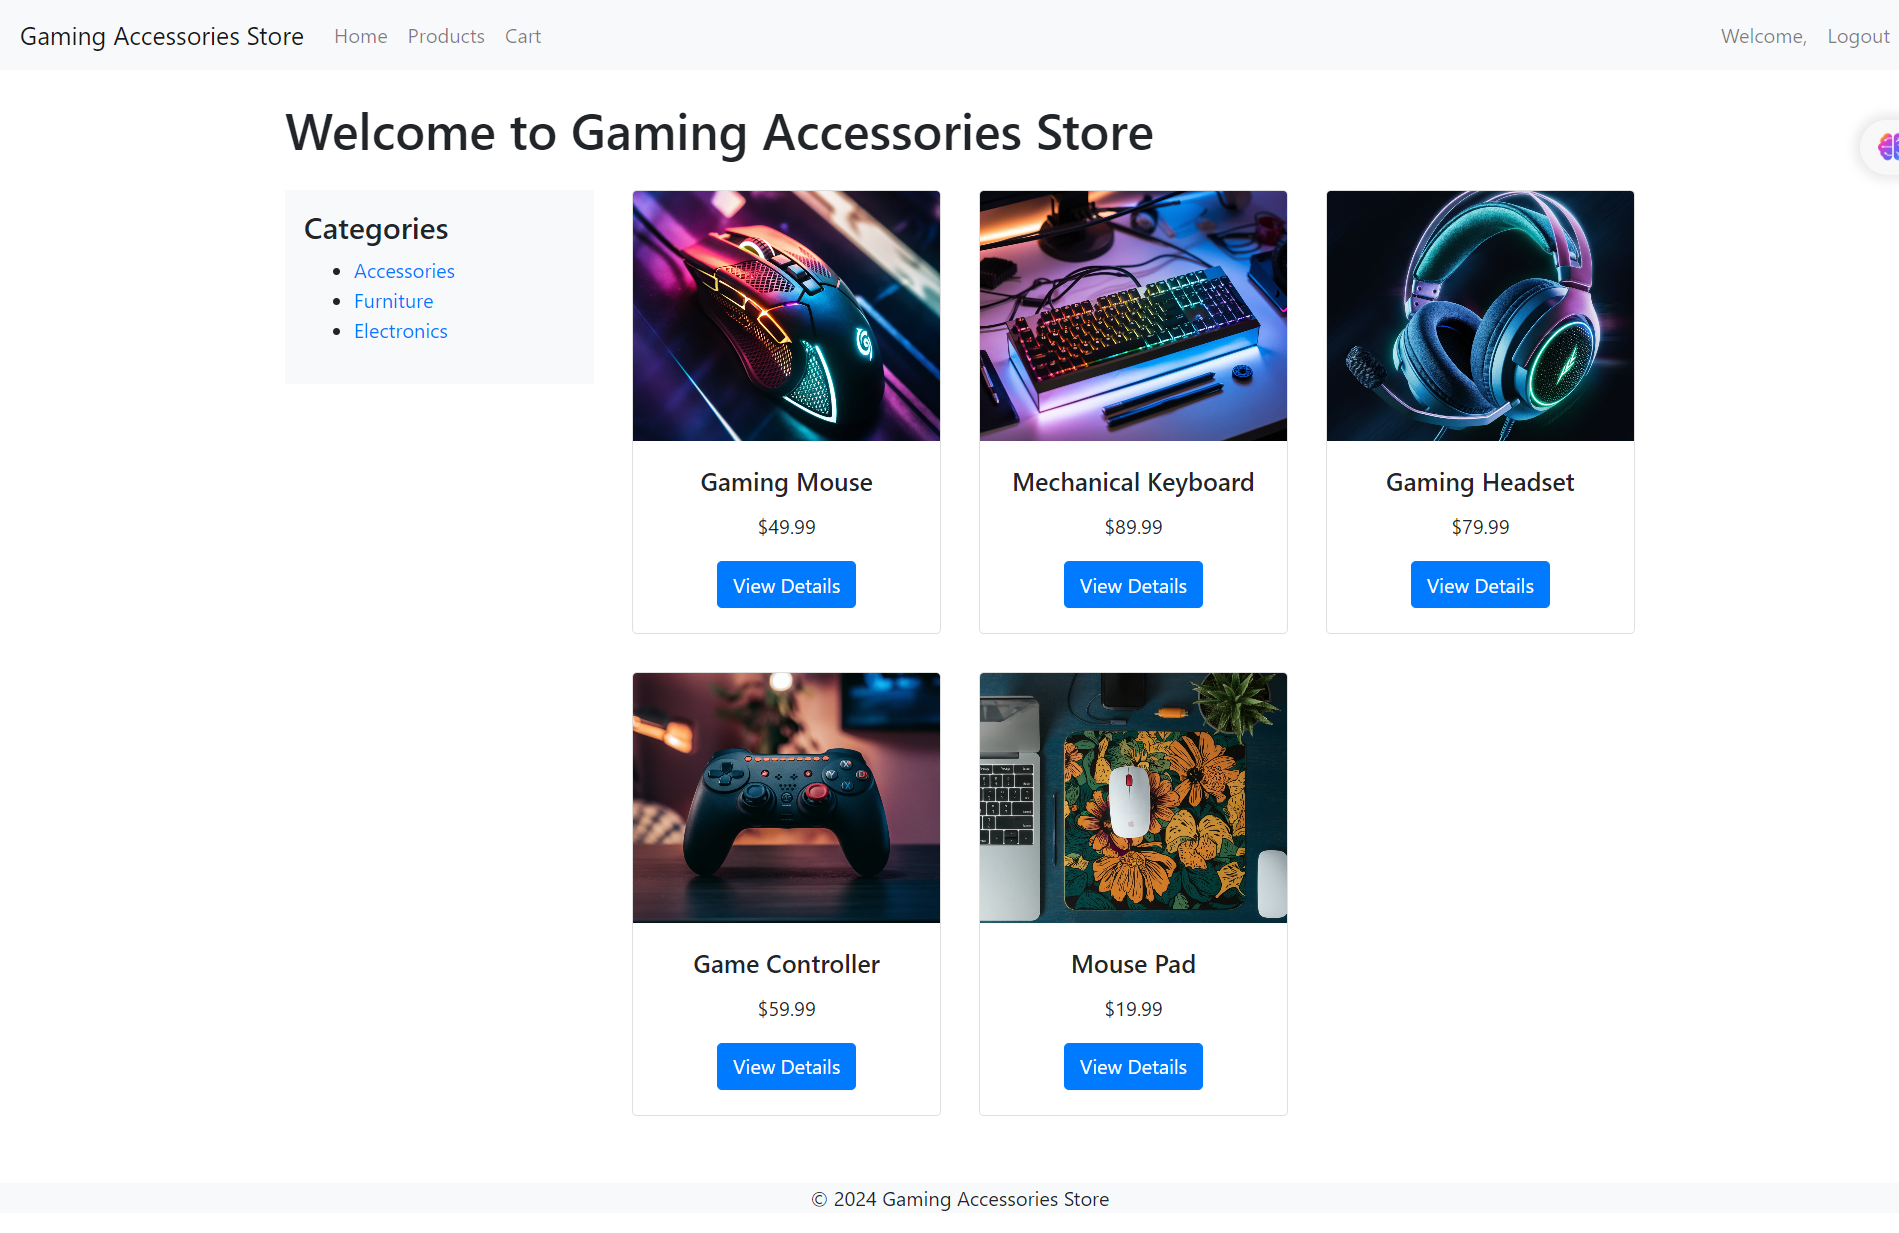 Gaming Accessories Store Home Products Cart Welcome, Logout
Welcome to Gaming Accessories Store
Categories
Accessories
Furniture
Electronics
Gaming Mouse
$49.99
View Details
Mechanical Keyboard
$89.99
View Details
Gaming Headset
$79.99
View Details
Game Controller
$59.99
View Details
Mouse Pad
$19.99
View Details
© 2024 Gaming Accessories Store